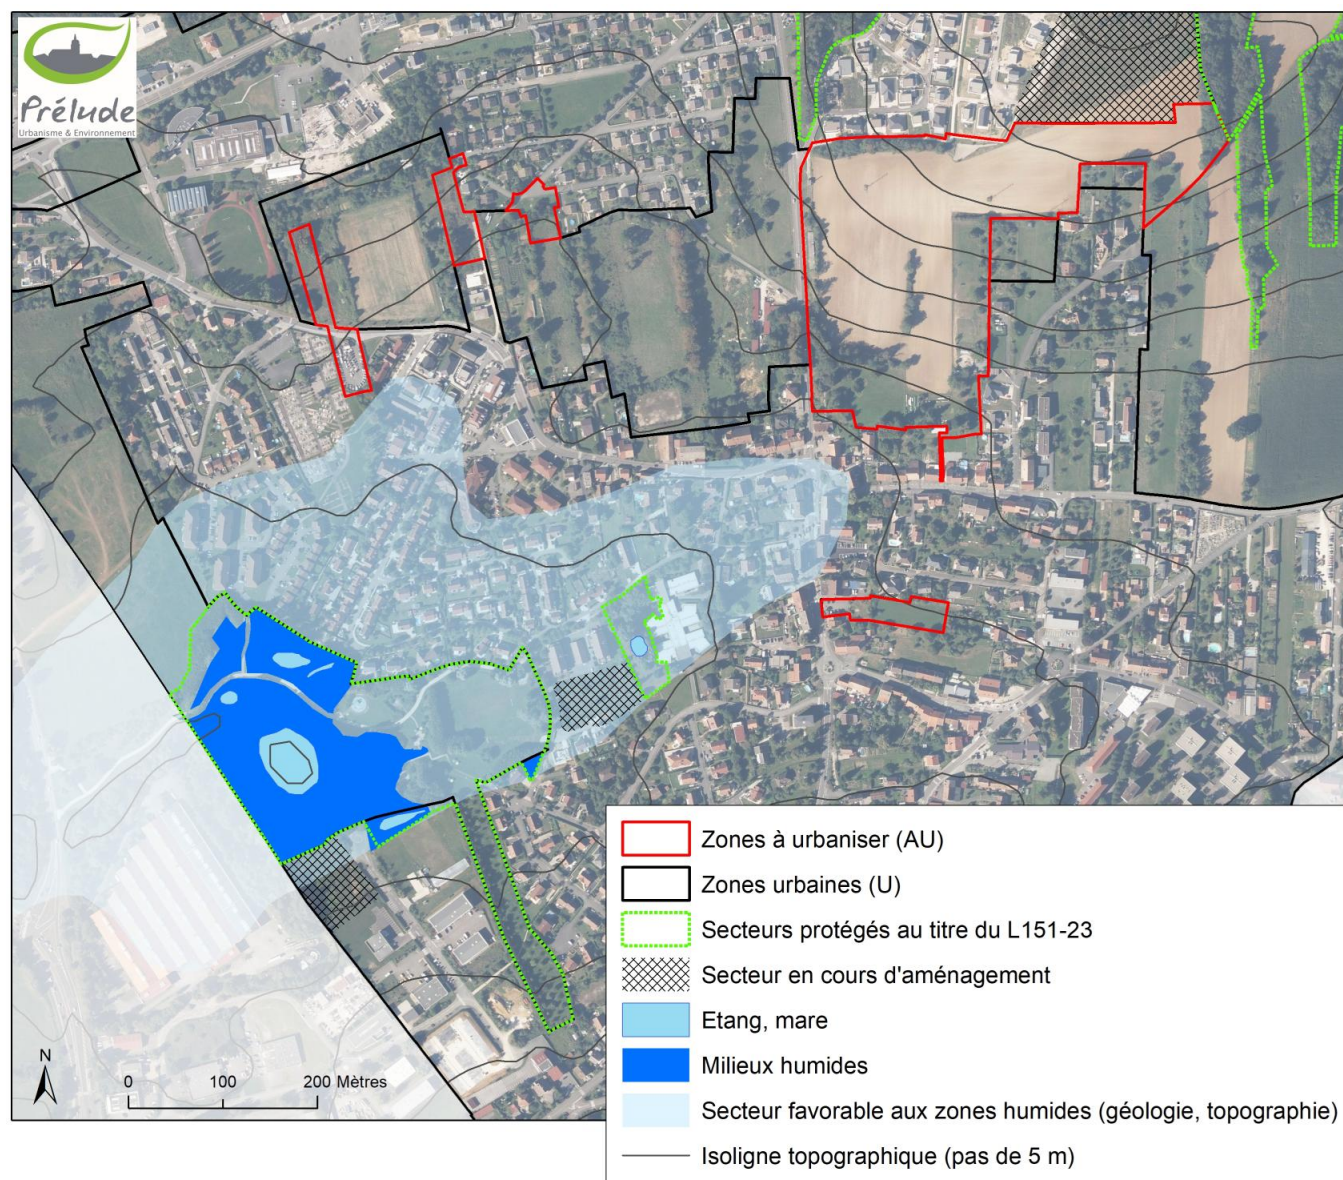 Prélude
Urbanisme & Environnement
Zones à urbaniser (AU)
Zones urbaines (U)
Secteurs protégés au titre du L151-23
Secteur en cours d'aménagement
Etang, mare
Milieux humides
Secteur favorable aux zones humides (géologie, topographie)
Isoligne topographique (pas de 5 m)
N
0 100 200 Mètres